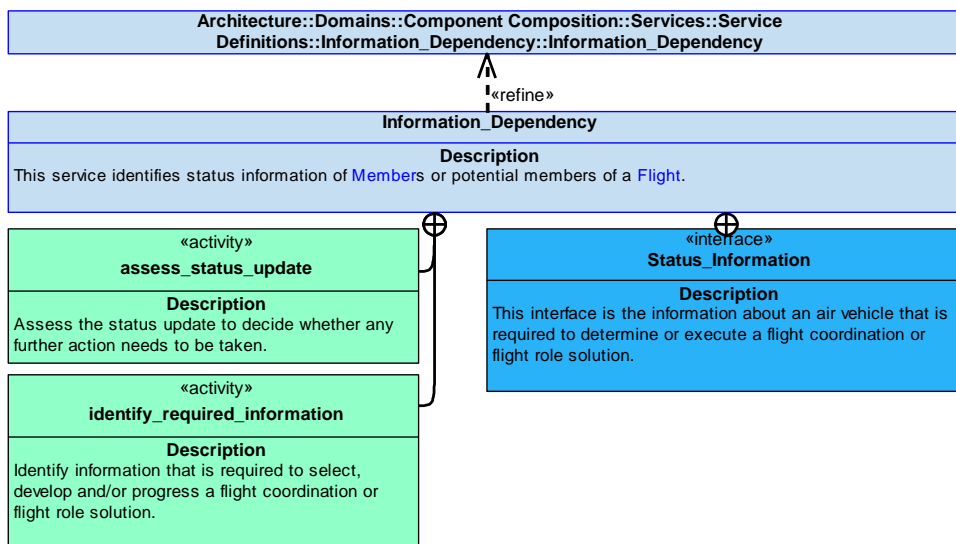 Architecture::Domains::Component Composition::Services::Service
Definitions::Information_Dependency::Information_Dependency
«refine»
Information_Dependency
Description
This service identifies status information of Members or potential members of a Flight.
«activity»
assess_status_update
Description
Assess the status update to decide whether any
further action needs to be taken.
«interface»
Status_Information
Description
This interface is the information about an air vehicle that is
required to determine or execute a flight coordination or
flight role solution.
«activity»
identify_required_information
Description
Identify information that is required to select,
develop and/or progress a flight coordination or
flight role solution.